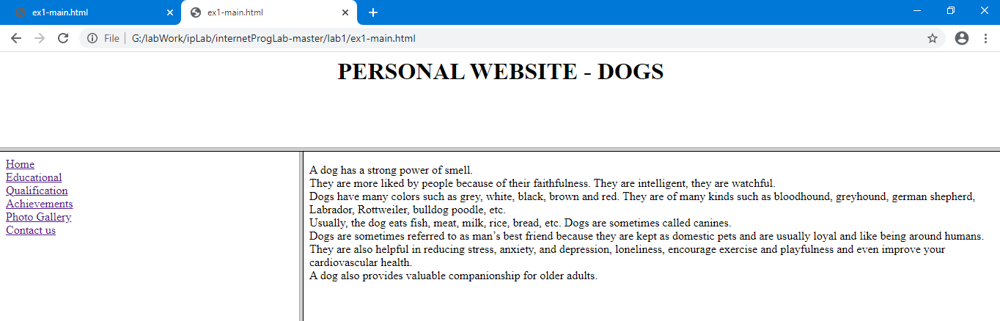 ex1-main.html
ex1-main.html
File
G:/labWork/ipLab/internetProgLab-master/lab1/ex1-main.html
PERSONAL WEBSITE - DOGS
Home
Educational
Qualification
Achievements
Photo Gallery
Contact us
A dog has a strong power of smell.
They are more liked by people because of their faithfulness. They are intelligent, they are watchful.
Dogs have many colors such as grey, white, black, brown and red. They are of many kinds such as bloodhound, greyhound, german shepherd,
Labrador, Rottweiler, bulldog poodle, etc.
Usually, the dog eats fish, meat, milk, rice, bread, etc. Dogs are sometimes called canines.
Dogs are sometimes referred to as man’s best friend because they are kept as domestic pets and are usually loyal and like being around humans.
They are also helpful in reducing stress, anxiety, and depression, loneliness, encourage exercise and playfulness and even improve your
cardiovascular health.
A dog also provides valuable companionship for older adults.